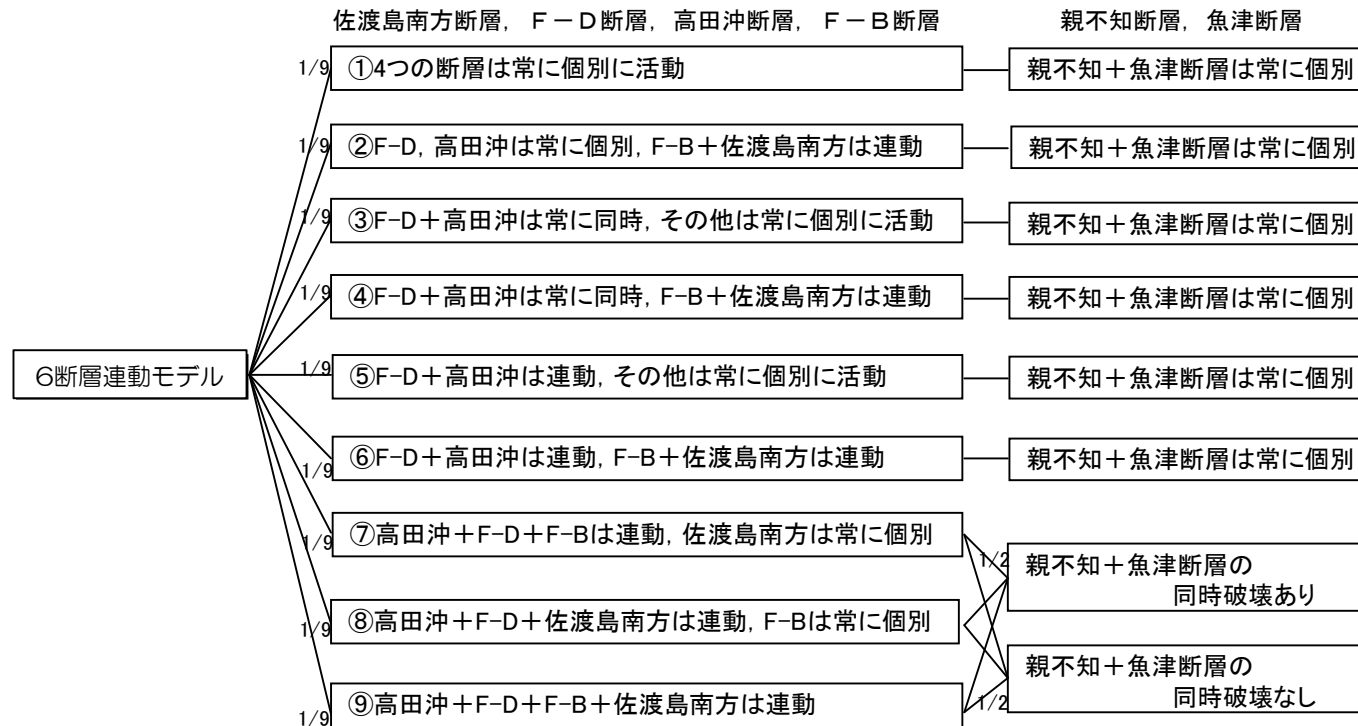 佐渡島南方断層，Ｆ－Ｄ断層，高田沖断層，Ｆ－Ｂ断層
親不知断層，魚津断層
1/9
①4つの断層は常に個別に活動
親不知＋魚津断層は常に個別
1/9
②F-D，高田沖は常に個別，F-B＋佐渡島南方は連動
親不知＋魚津断層は常に個別
1/9
③F-D＋高田沖は常に同時，その他は常に個別に活動
親不知＋魚津断層は常に個別
1/9
④F-D＋高田沖は常に同時，F-B＋佐渡島南方は連動
親不知＋魚津断層は常に個別
6断層連動モデル
1/9
⑤F-D＋高田沖は連動，その他は常に個別に活動
親不知＋魚津断層は常に個別
1/9
⑥F-D＋高田沖は連動，F-B＋佐渡島南方は連動
親不知＋魚津断層は常に個別
1/9
⑦高田沖＋F-D＋F-Bは連動，佐渡島南方は常に個別
1/2
親不知＋魚津断層の
同時破壊あり
1/9
⑧高田沖＋F-D＋佐渡島南方は連動，F-Bは常に個別
親不知＋魚津断層の
同時破壊なし
1/2
1/9
⑨高田沖＋F-D＋F-B＋佐渡島南方は連動